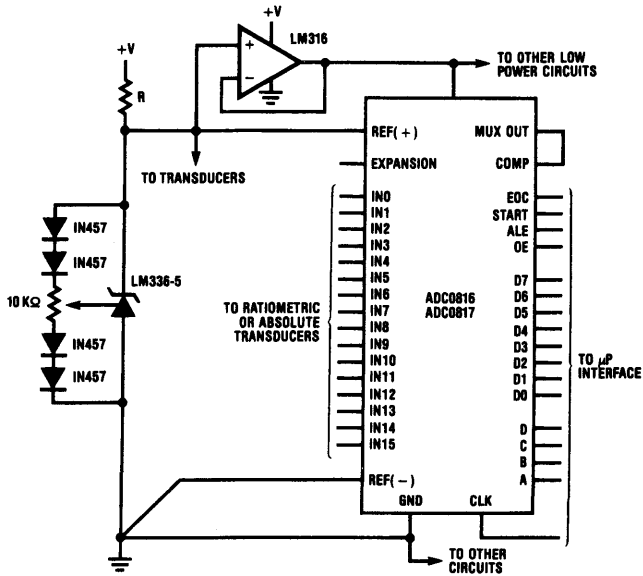 +V
LM316
+V
+
−
TO OTHER LOW
POWER CIRCUITS
R
REF(+)
MUX OUT
EXPANSION
COMP
TO TRANSDUCERS
IN0
IN1
IN2
IN3
IN4
IN5
IN6
IN7
IN8
IN9
IN10
IN11
IN12
IN13
IN14
IN15
EOC
START
ALE
OE
D7
D6
D5
D4
D3
D2
D1
D0
D
C
B
A
ADC0816
ADC0817
IN457
IN457
LM336-5
10 KΩ
IN457
IN457
TO RATIOMETRIC
OR ABSOLUTE
TRANSDUCERS
TO μP
INTERFACE
REF(−)
GND
CLK
TO OTHER
CIRCUITS